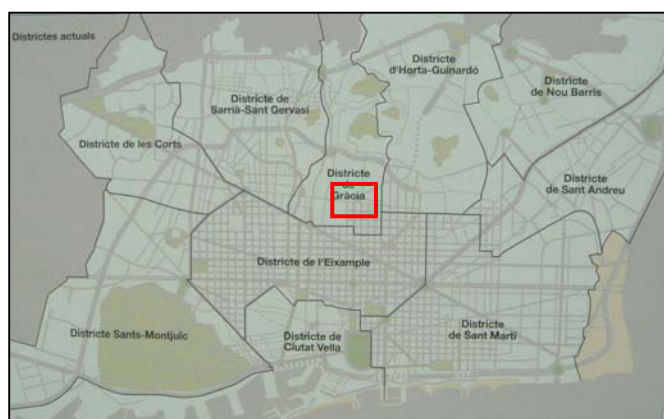 Districtes actuals
Districte
d'Horta-Guinardó
Districte
de Nou Barris
Districte de
Sarrià-Sant Gervasi
Districte de les Corts
Districte
de
Gràcia
Districte
de Sant Andreu
Districte de l'Eixample
Districte Sants-Montjuïc
Districte de
Ciutat Vella
Districte
de Sant Martí